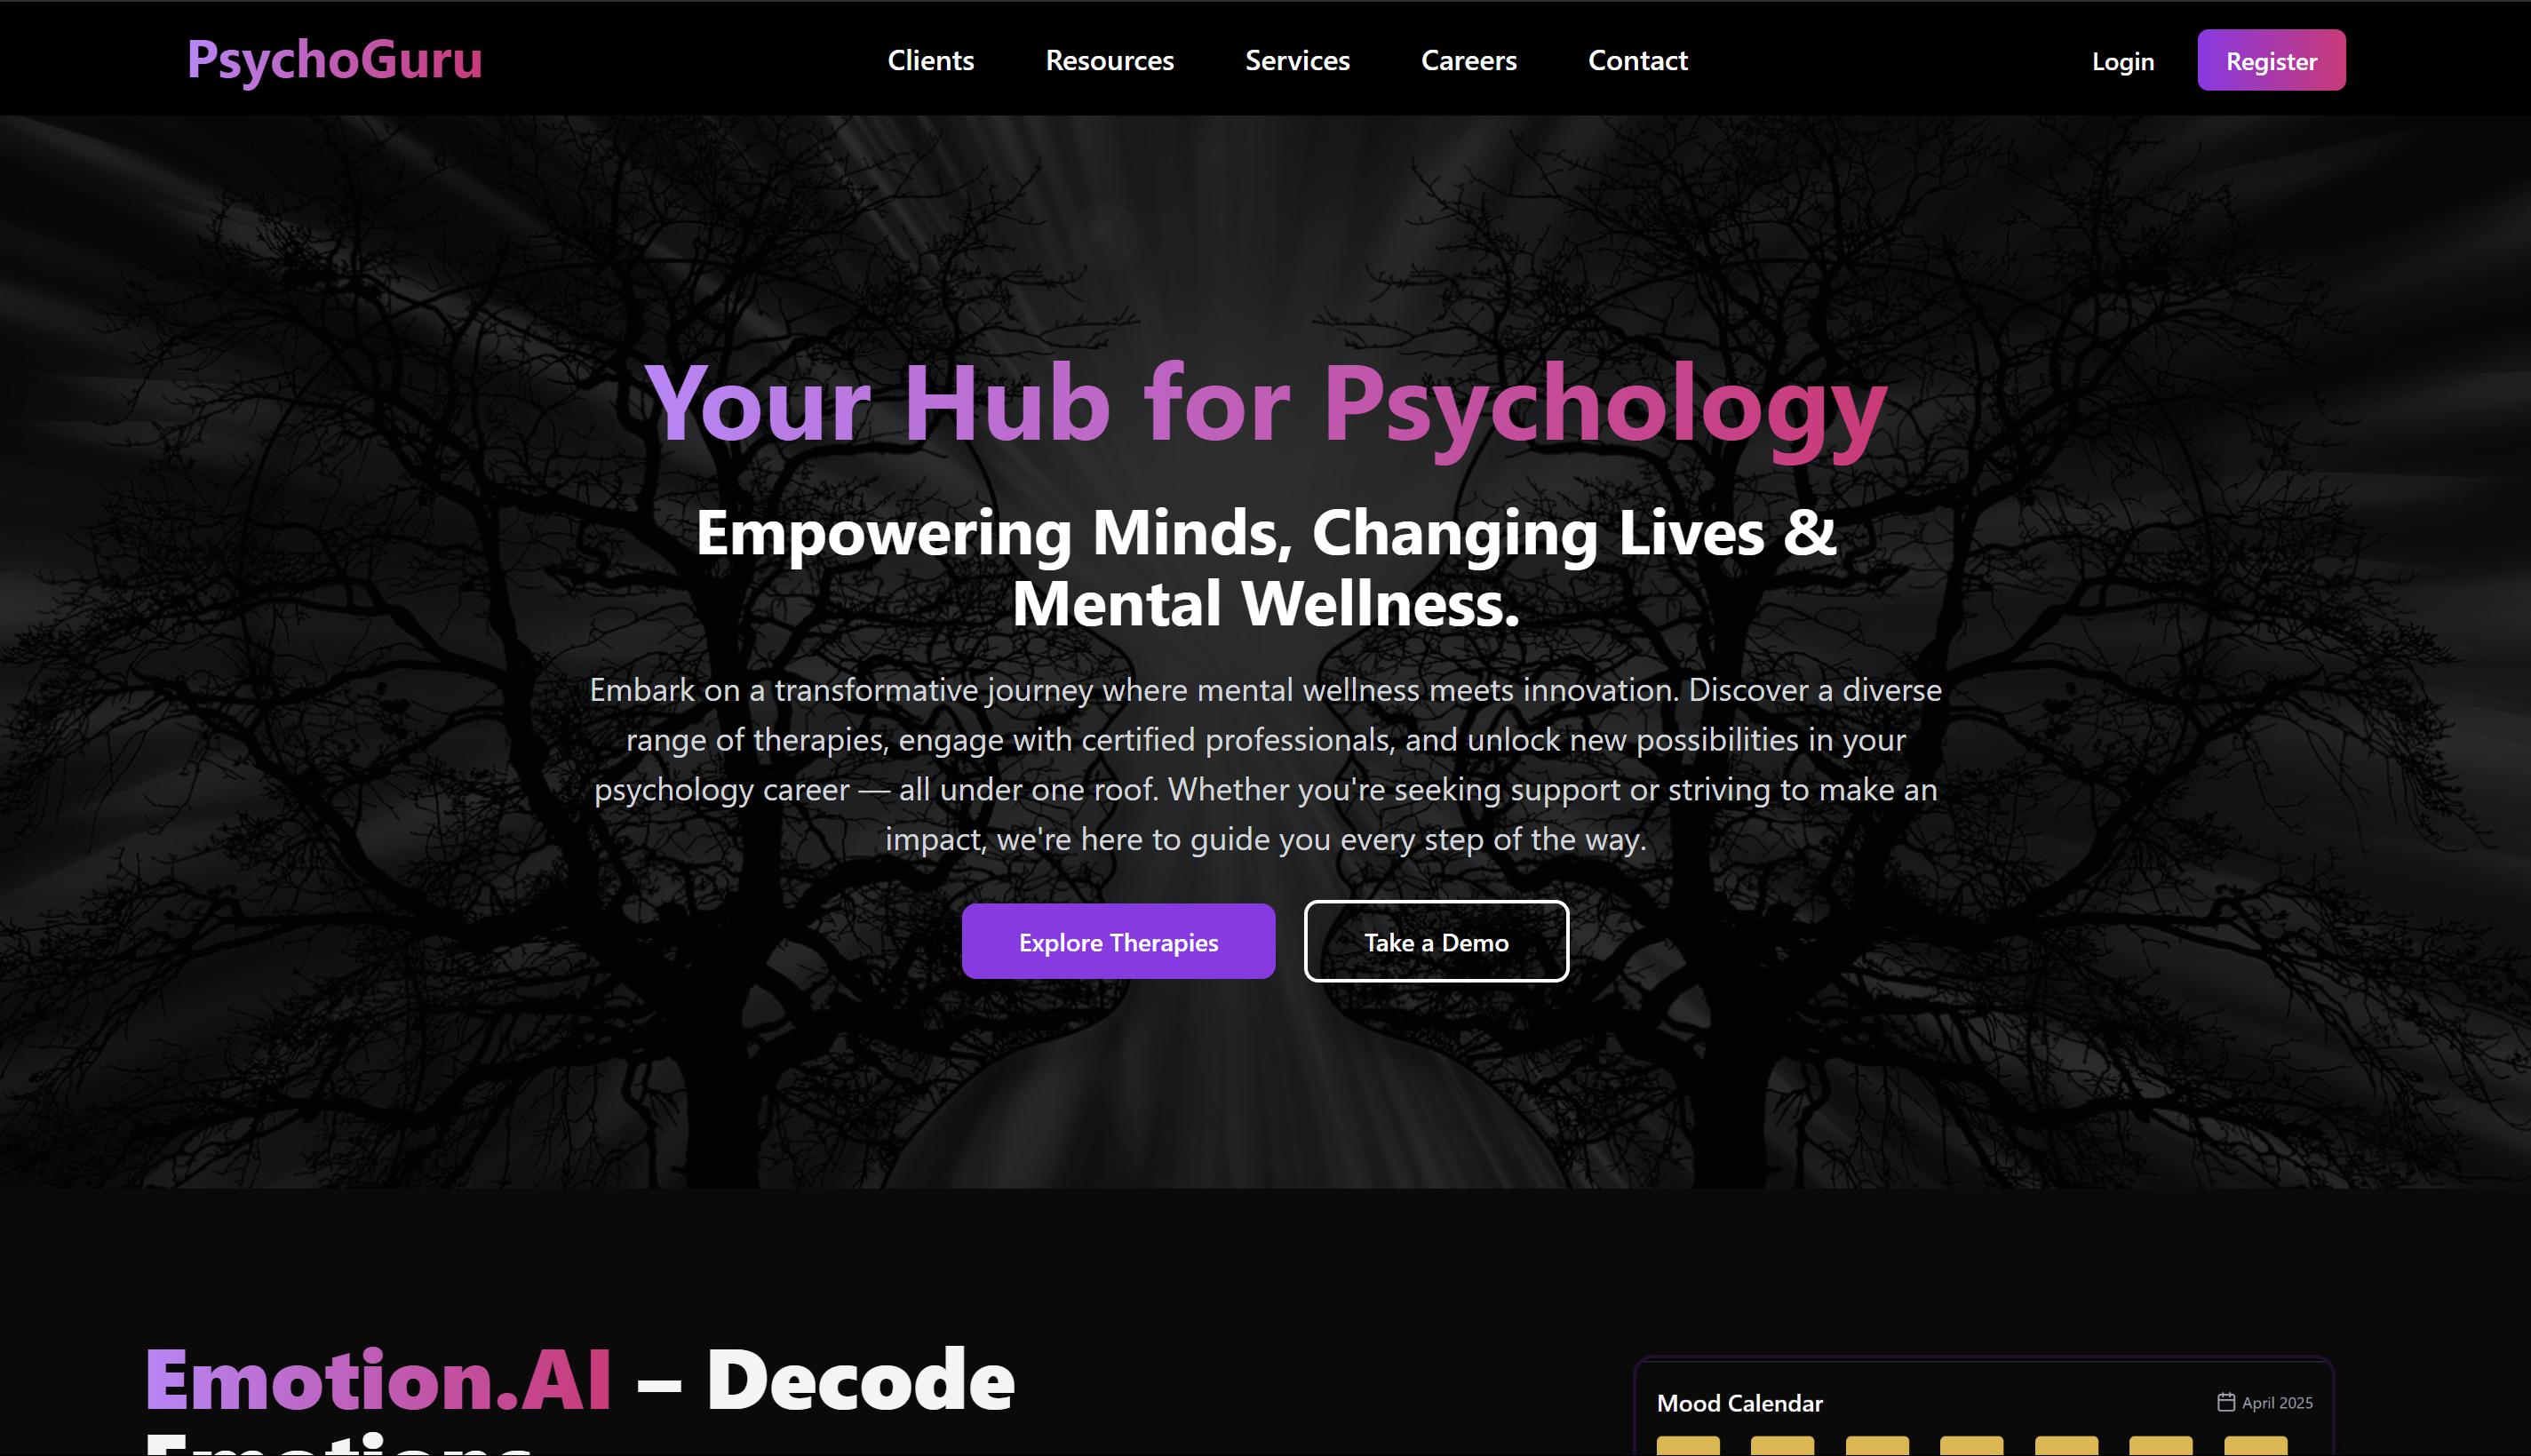 PsychoGuru
Clients
Resources
Services
Careers
Contact
Login
Register
Your Hub for Psychology
Empowering Minds, Changing Lives &
Mental Wellness.
Embark on a transformative journey where mental wellness meets innovation. Discover a diverse
range of therapies, engage with certified professionals, and unlock new possibilities in your
psychology career — all under one roof. Whether you're seeking support or striving to make an
impact, we're here to guide you every step of the way.
Explore Therapies
Take a Demo
Emotion.AI – Decode
Emotions
Mood Calendar
April 2025